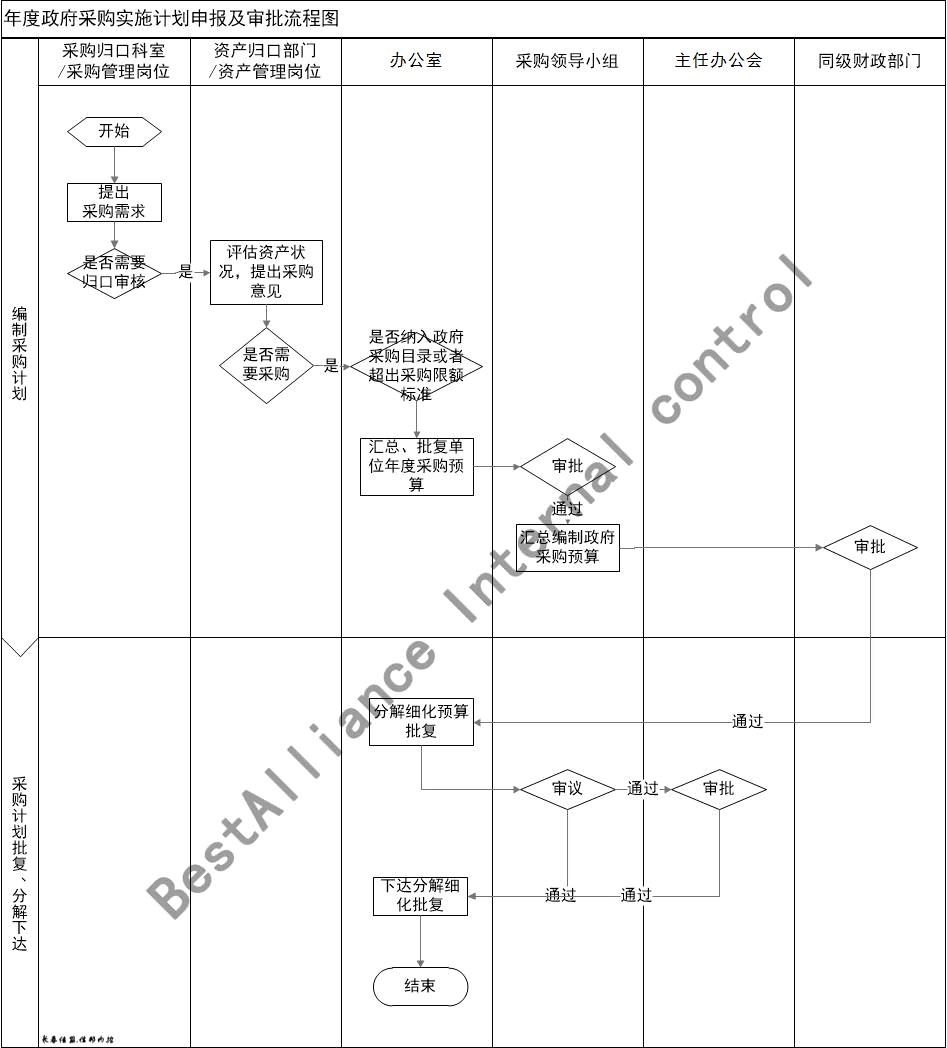 年度政府采购实施计划申报及审批流程图
采购归口科室
/采购管理岗位
资产归口部门
/资产管理岗位
办公室
采购领导小组
主任办公会
同级财政部门
编制采购计划
开始
提出
采购需求
是否需要
归口审核
是
评估资产状
况，提出采购
意见
是否需
要采购
是
是否纳入政府
采购目录或者
超出采购限额
标准
汇总、批复单
位年度采购预
算
审批
通过
汇总编制政府
采购预算
审批
采购计划批复、分解下达
通过
分解细化预算
批复
审议
通过
审批
通过
通过
下达分解细
化批复
结束
BestAlliance Internal control